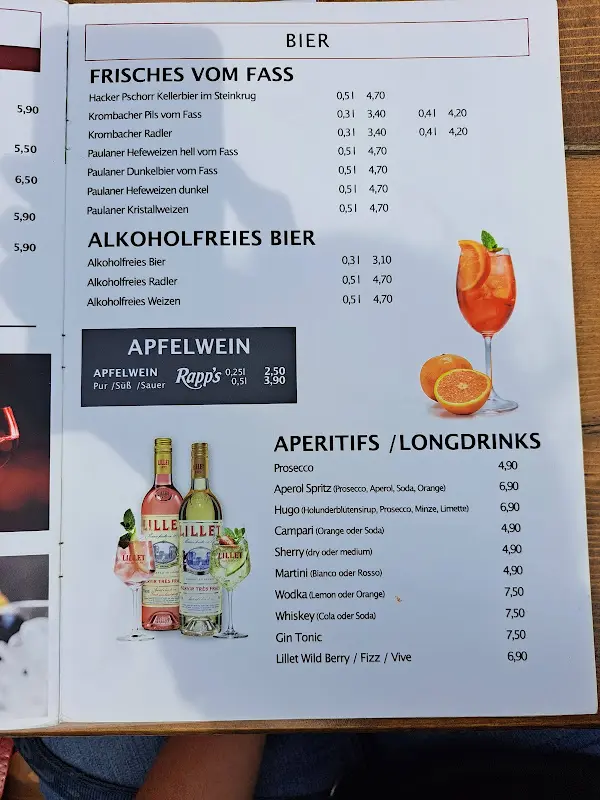 5,90
5,50
6,50
5,90
5,90
BIER
FRISCHES VOM FASS
Hacker Pschorr Kellerbier im Steinkrug 0,5 l 4,70
Krombacher Pils vom Fass 0,3 l 3,40 0,4 l 4,20
Krombacher Radler 0,3 l 3,40 0,4 l 4,20
Paulaner Hefeweizen hell vom Fass 0,5 l 4,70
Paulaner Dunkelbier vom Fass 0,5 l 4,70
Paulaner Hefeweizen dunkel 0,5 l 4,70
Paulaner Kristallweizen 0,5 l 4,70
ALKOHOLFREIES BIER
Alkoholfreies Bier 0,3 l 3,10
Alkoholfreies Radler 0,5 l 4,70
Alkoholfreies Weizen 0,5 l 4,70
APFELWEIN
APFELWEIN Rapp's 0,25l 2,50
Pur /Süß /Sauer 0,5l 3,90
APERITIFS /LONGDRINKS
Prosecco 4,90
Aperol Spritz (Prosecco, Aperol, Soda, Orange) 6,90
Hugo (Holunderblütensirup, Prosecco, Minze, Limette) 6,90
Campari (Orange oder Soda) 4,90
Sherry (dry oder medium) 4,90
Martini (Bianco oder Rosso) 4,90
Wodka (Lemon oder Orange) 7,50
Whiskey (Cola oder Soda) 7,50
Gin Tonic 7,50
Lillet Wild Berry / Fizz / Vive 6,90
LILLET
LILLET
LILLET
LILLET